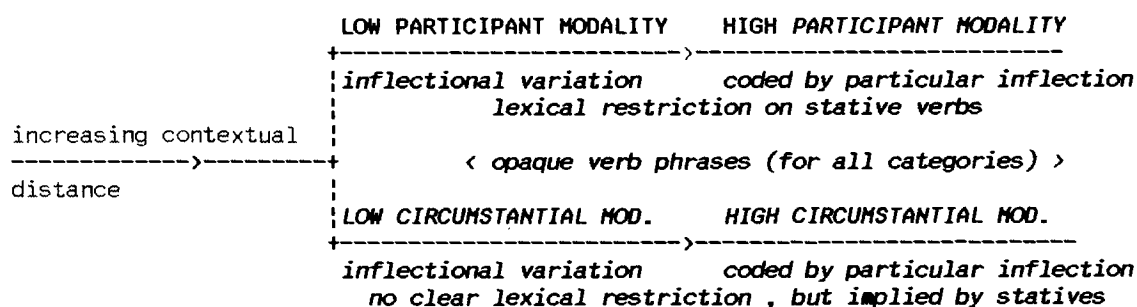 LOW PARTICIPANT MODALITY HIGH PARTICIPANT MODALITY
inflectional variation coded by particular inflection
lexical restriction on stative verbs
increasing contextual
< opaque verb phrases (for all categories) >
distance
LOW CIRCUMSTANTIAL MOD. HIGH CIRCUMSTANTIAL MOD.
inflectional variation coded by particular inflection
no clear lexical restriction , but implied by statives